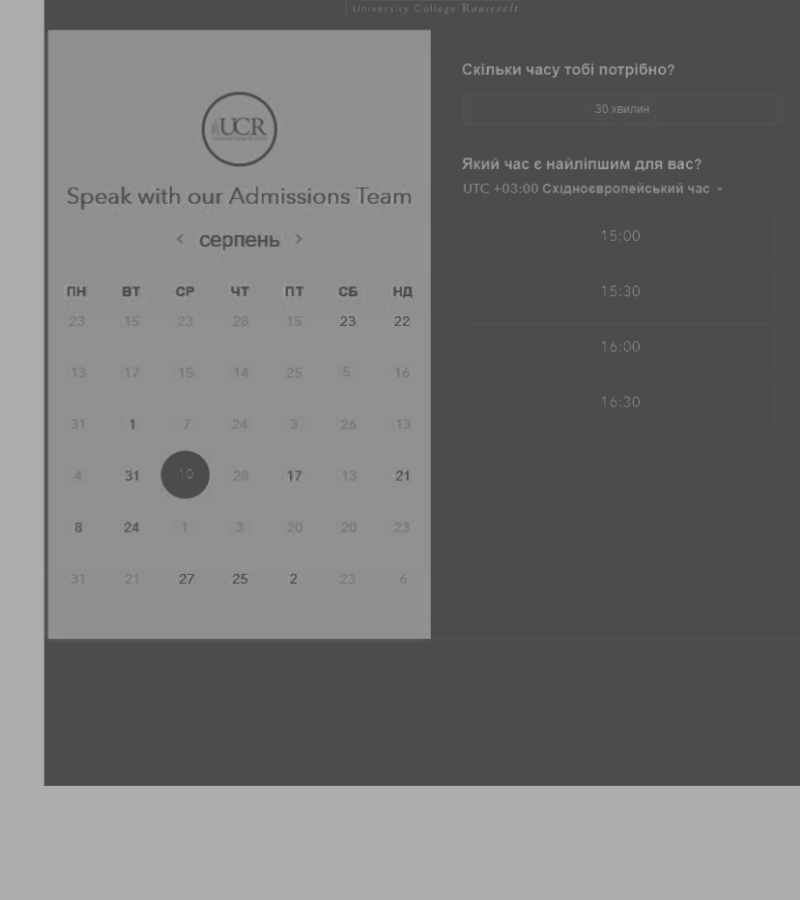 University College Roosevelt
UCR
Speak with our Admissions Team
серпень
ПН ВТ СР ЧТ ПТ СБ НД
23 15 23 28 15 23 22
13 17 15 14 25 5 16
31 1 7 24 3 26 13
4 31 10 28 17 13 21
8 24 1 3 20 20 23
31 21 27 25 2 23 6
Скільки часу тобі потрібно?
30 хвилин
Який час є найліпшим для вас?
UTC +03:00 Східноєвропейський час
15:00
15:30
16:00
16:30